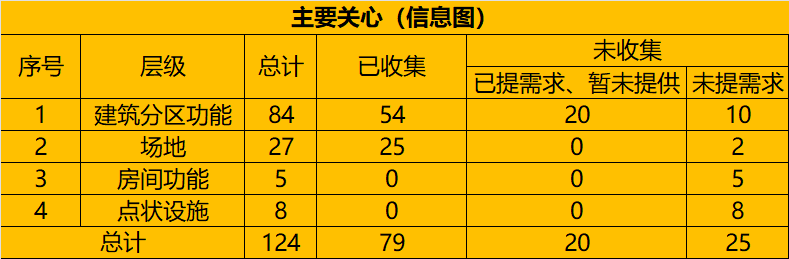 主要关心（信息图）
序号 层级 总计 已收集 未收集
已提需求、暂未提供 未提需求
1 建筑分区功能 84 54 20 10
2 场地 27 25 0 2
3 房间功能 5 0 0 5
4 点状设施 8 0 0 8
总计 124 79 20 25